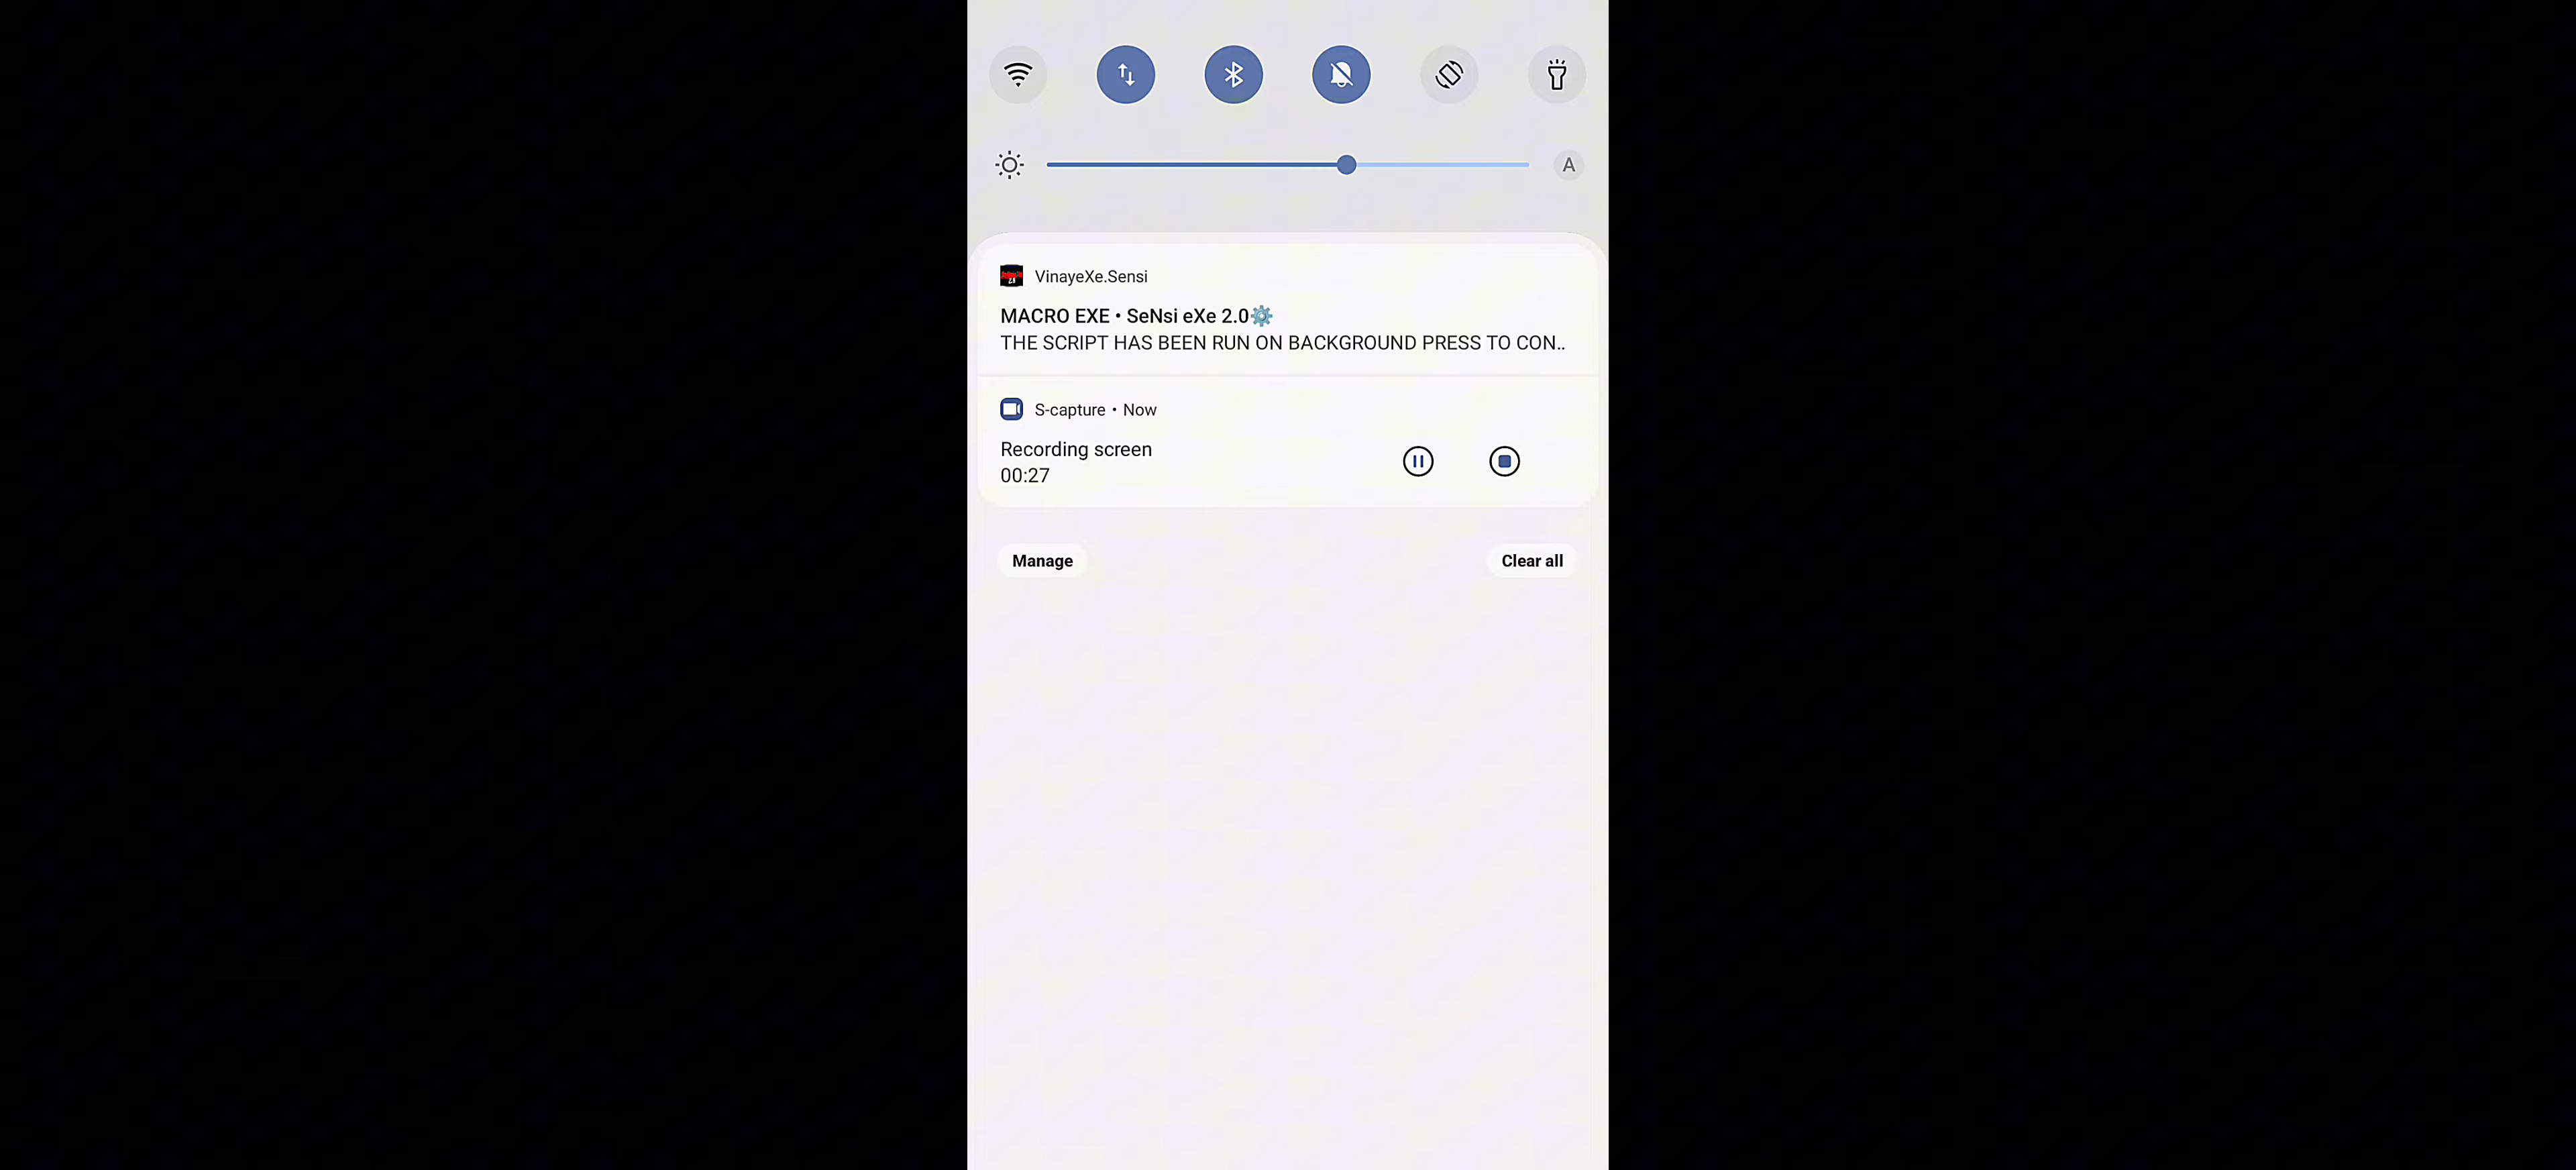 A
VinayeXe.Sensi
MACRO EXE • SeNsi eXe 2.0⚙️
THE SCRIPT HAS BEEN RUN ON BACKGROUND PRESS TO CON..
S-capture • Now
Recording screen
00:27
Manage
Clear all